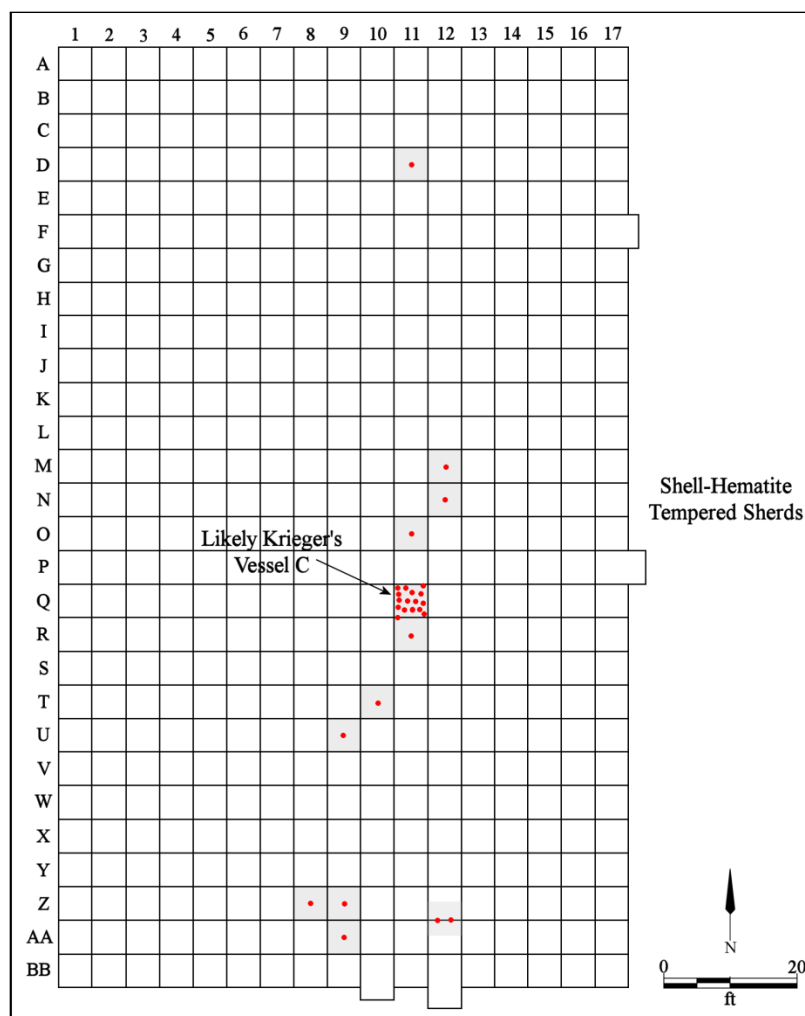 1 2 3 4 5 6 7 8 9 10 11 12 13 14 15 16 17
A
B
C
D
E
F
G
H
I
J
K
L
M
N
O
P
Q
R
S
T
U
V
W
X
Y
Z
AA
BB
Likely Krieger's
Vessel C
Shell-Hematite
Tempered Sherds
N
0 20
ft